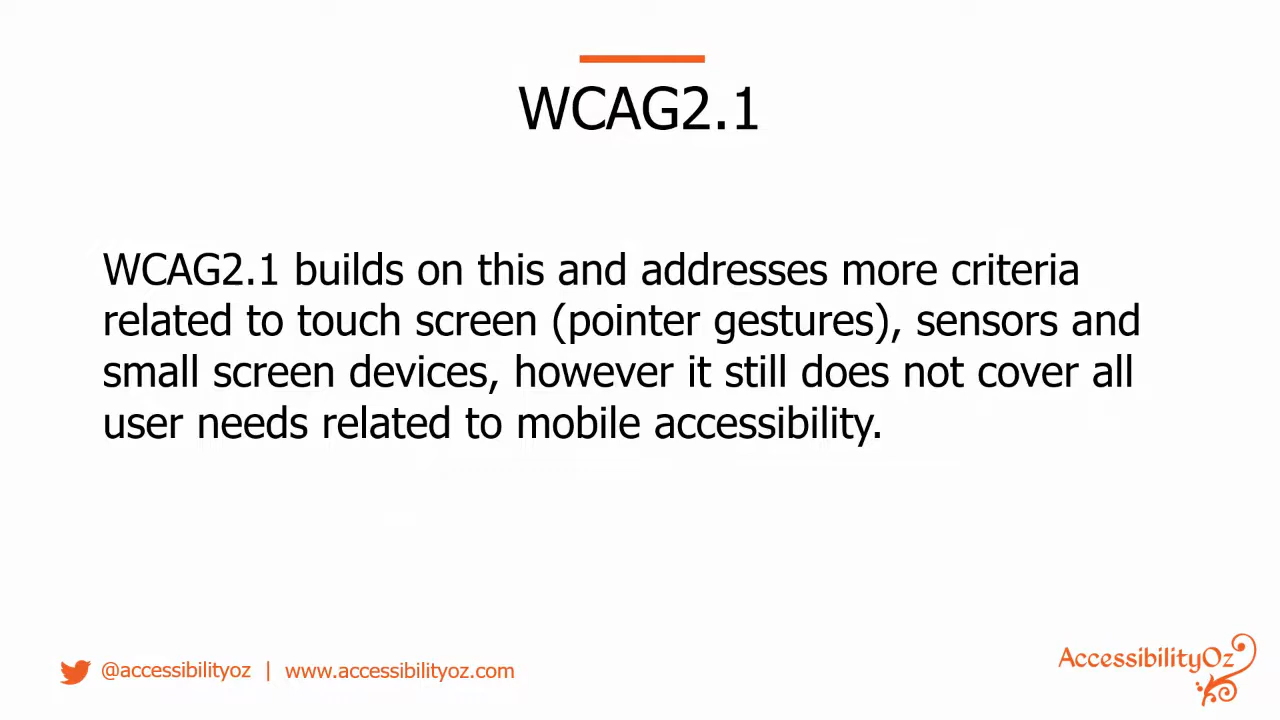 WCAG2.1
WCAG2.1 builds on this and addresses more criteria
related to touch screen (pointer gestures), sensors and
small screen devices, however it still does not cover all
user needs related to mobile accessibility.
@accessibilityoz | www.accessibilityoz.com
AccessibilityOz